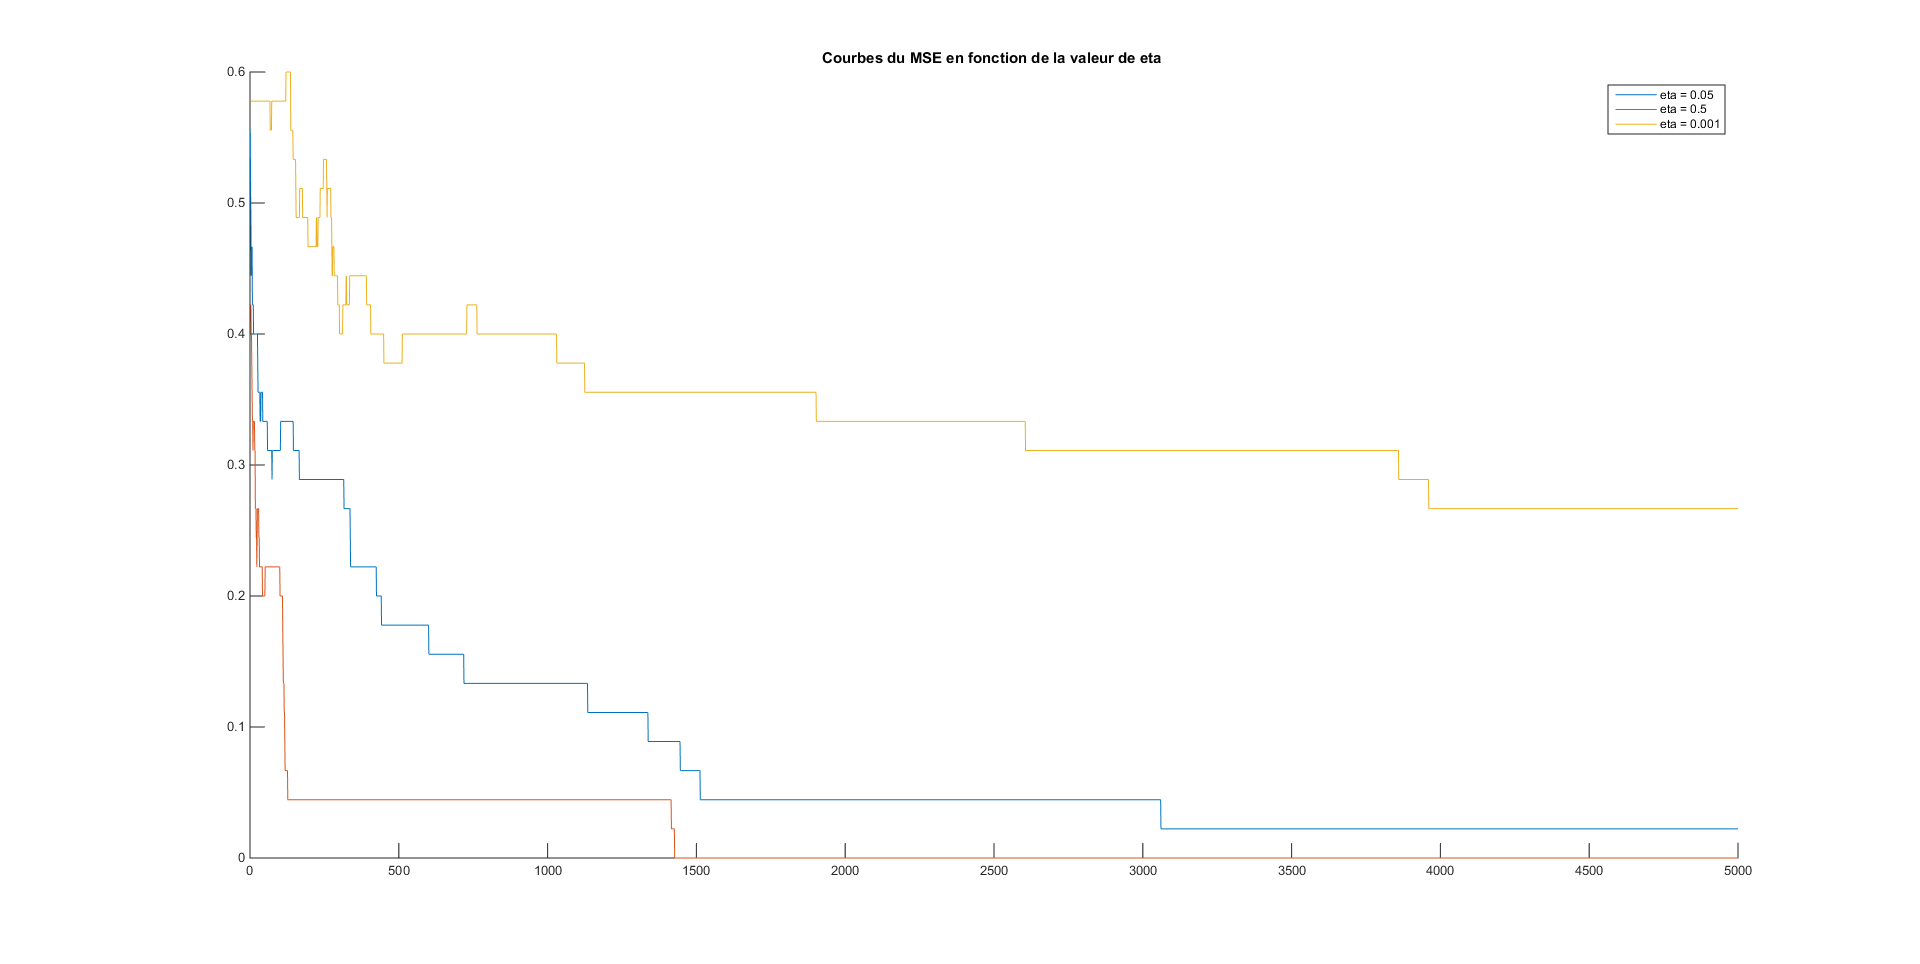 Courbes du MSE en fonction de la valeur de eta
eta = 0.05
eta = 0.5
eta = 0.001
0.6
0.5
0.4
0.3
0.2
0.1
0
0 500 1000 1500 2000 2500 3000 3500 4000 4500 5000